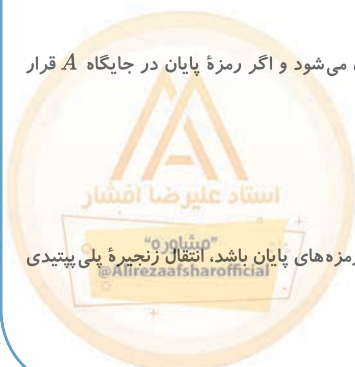 می‌شود و اگر رمزهٔ پایان در جایگاه A قرار
استاد علیرضا افشار
"مشاوره"
رمزه‌های پایان باشد، انتقال زنجیرهٔ پلی‌پپتیدی
@Alirezaafsharofficial